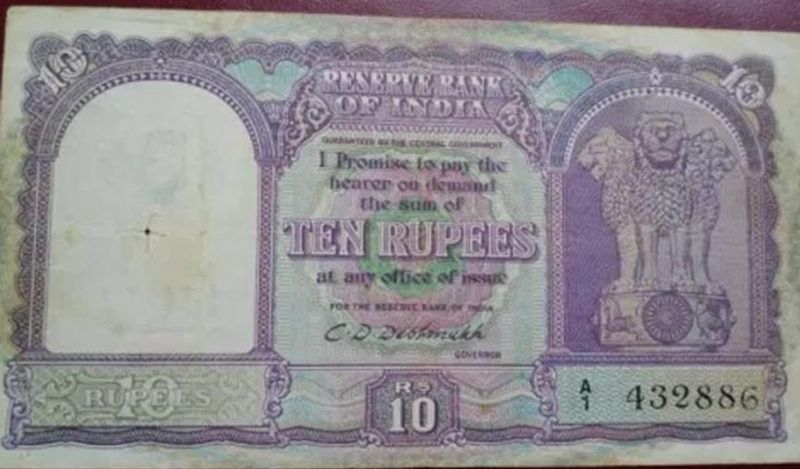 10
10
RESERVE BANK
OF INDIA
GUARANTEED BY THE CENTRAL GOVERNMENT
I Promise to pay the
bearer on demand
the sum of
TEN RUPEES
at any office of issue
FOR THE RESERVE BANK OF INDIA
C. D. Deshmukh
GOVERNOR
RUPEES
10
RS
10
A/1 432886